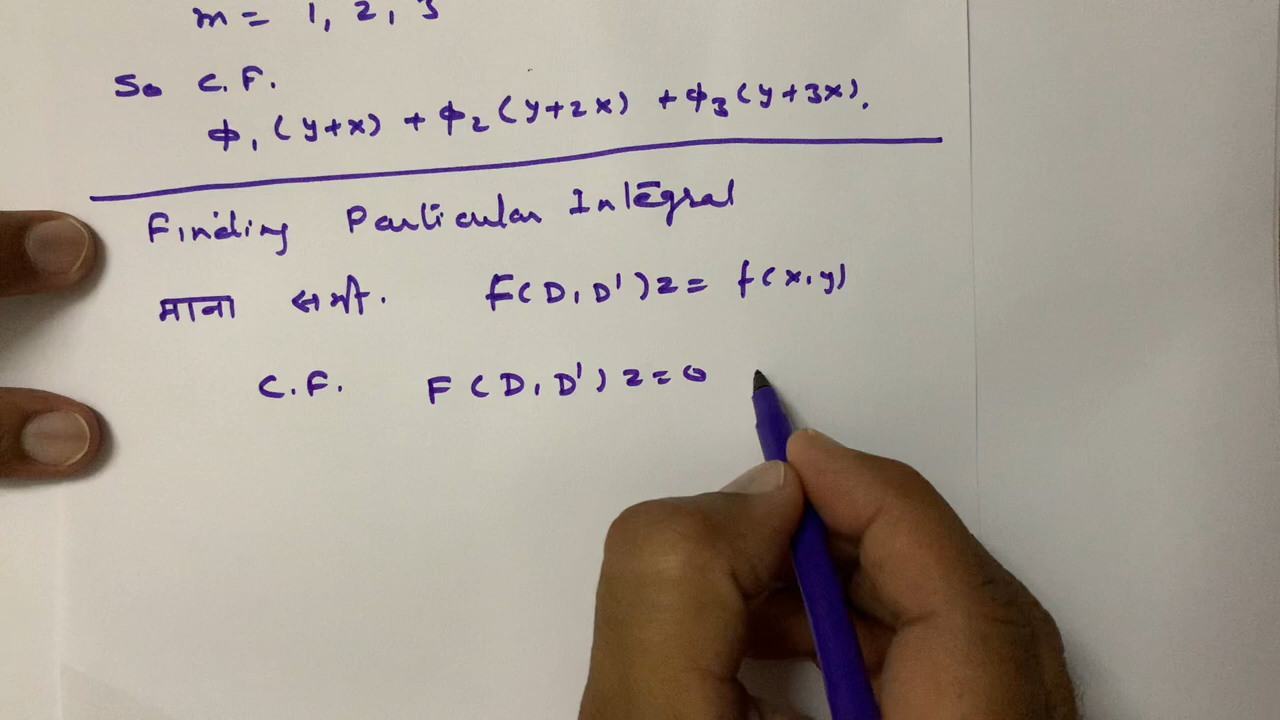 m = 1, 2, 3
So C.F.
ϕ₁(y+x) + ϕ₂(y+2x) + ϕ₃(y+3x).
Finding Particular Integral
माना समी. F(D, D')z = f(x,y)
C.F. F(D, D')z = 0